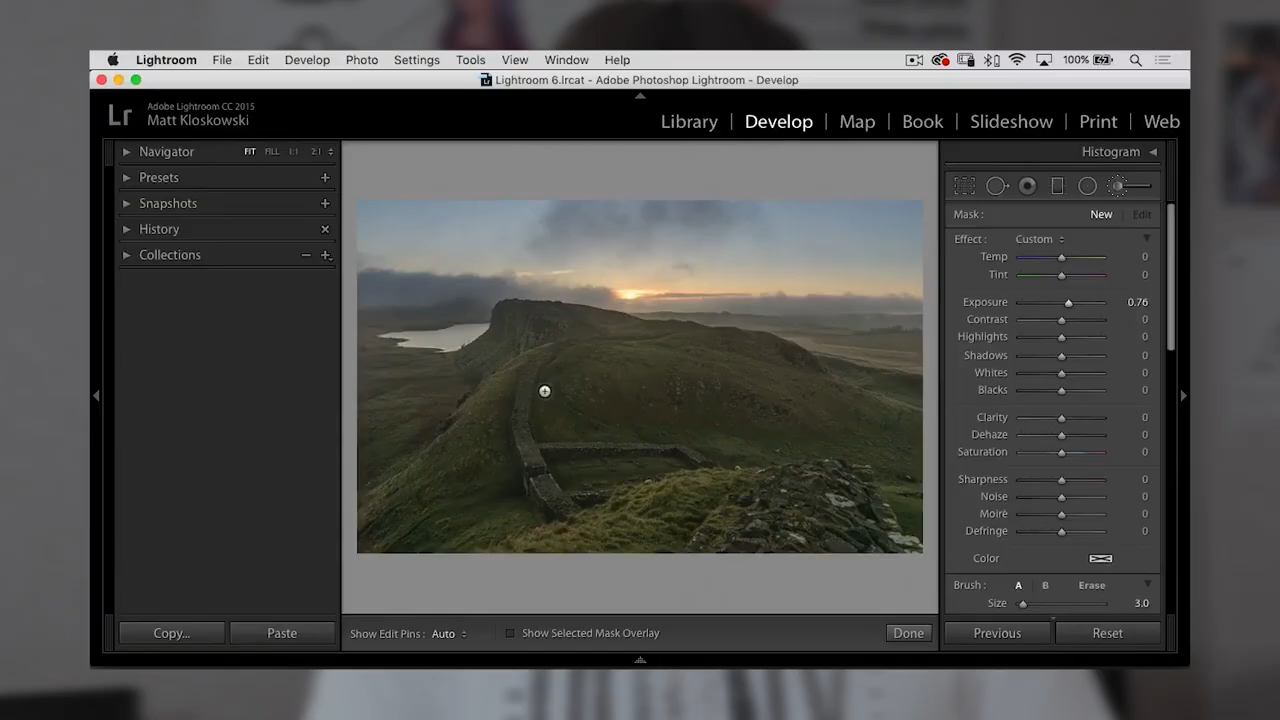 Lightroom File Edit Develop Photo Settings Tools View Window Help 100%
Lightroom 6.lrcat - Adobe Photoshop Lightroom - Develop
Lr Adobe Lightroom CC 2015
Matt Kloskowski
Library | Develop | Map | Book | Slideshow | Print | Web
Navigator FIT FILL 1:1 2:1
Presets
Snapshots
History
Collections
Histogram
Mask : New Edit
Effect : Custom
Temp 0
Tint 0
Exposure 0.76
Contrast 0
Highlights 0
Shadows 0
Whites 0
Blacks 0
Clarity 0
Dehaze 0
Saturation 0
Sharpness 0
Noise 0
Moiré 0
Defringe 0
Color
Brush : A B Erase
Size 3.0
Copy... Paste
Show Edit Pins : Auto Show Selected Mask Overlay Done
Previous Reset